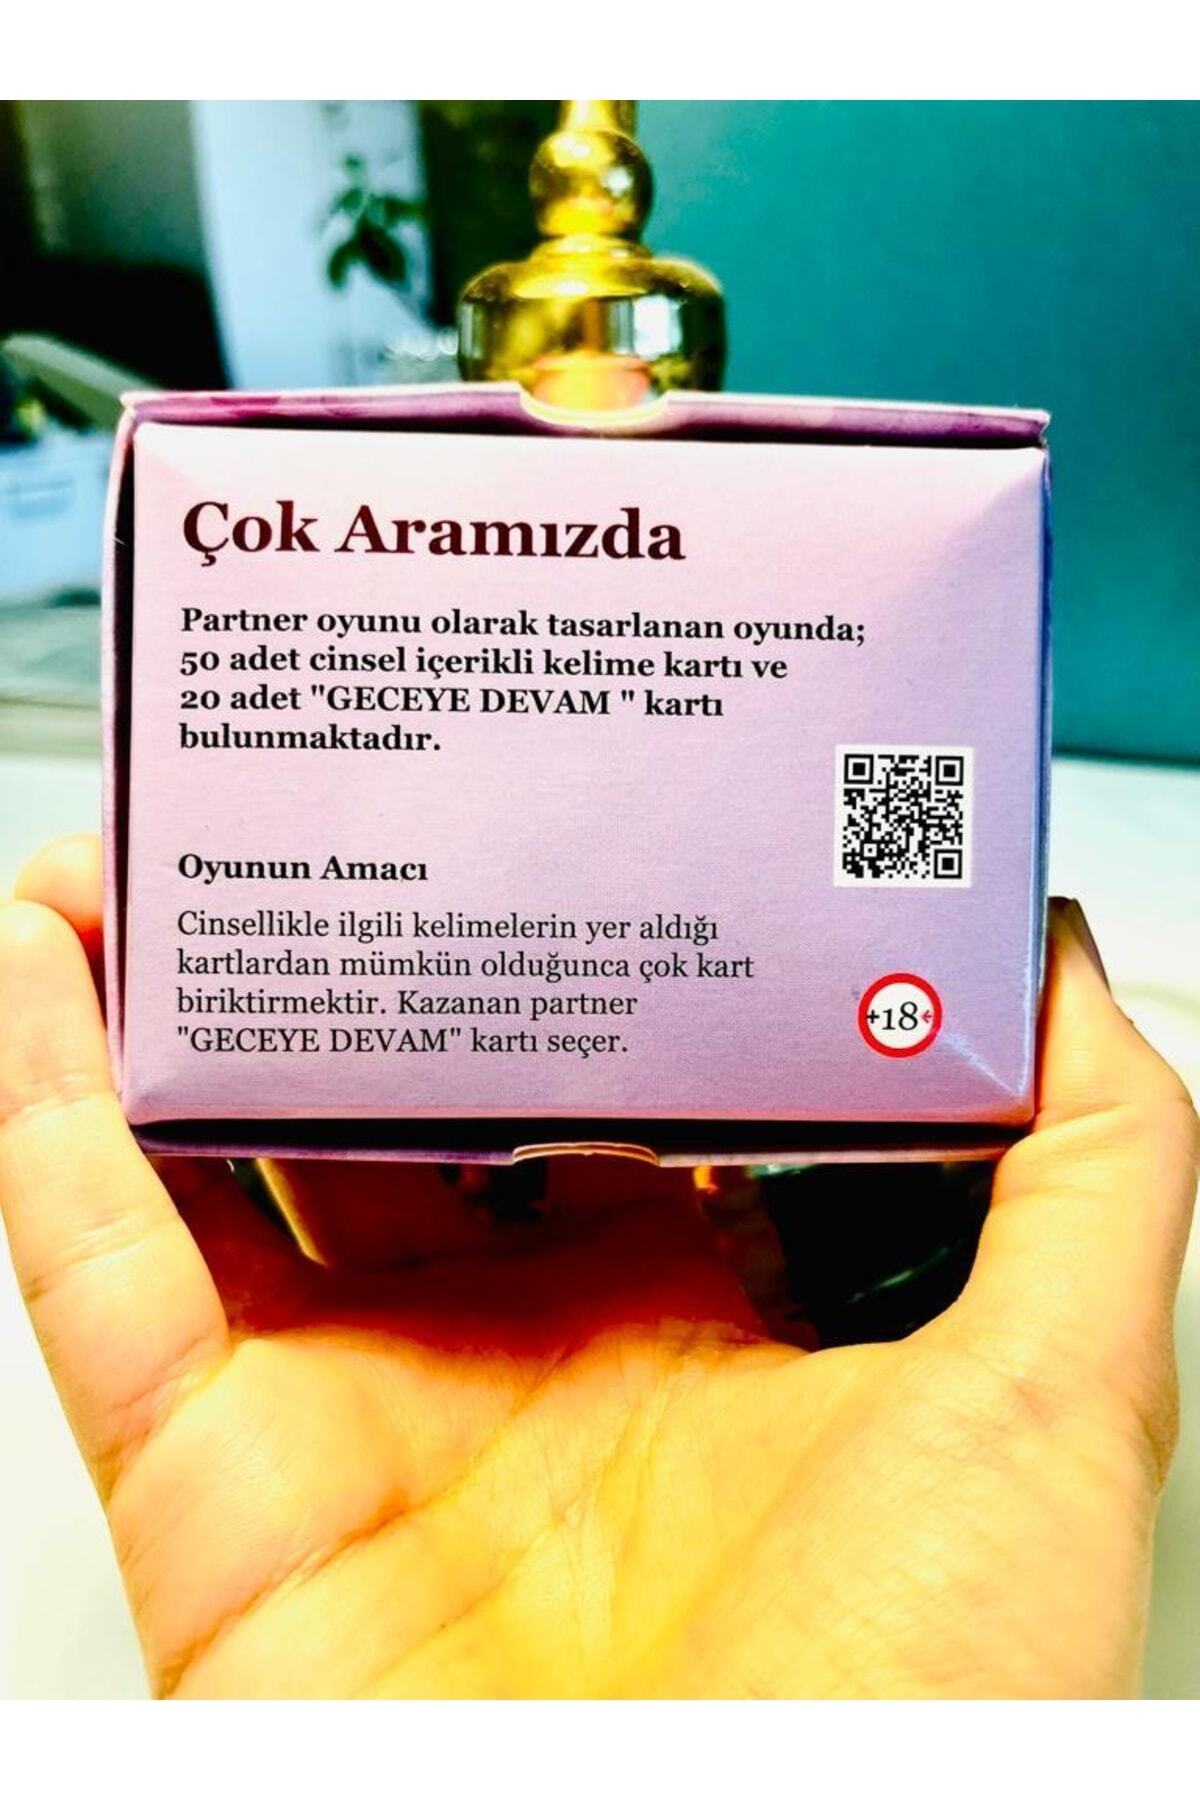 Çok Aramızda
Partner oyunu olarak tasarlanan oyunda;
50 adet cinsel içerikli kelime kartı ve
20 adet "GECEYE DEVAM " kartı
bulunmaktadır.
Oyunun Amacı
Cinsellikle ilgili kelimelerin yer aldığı
kartlardan mümkün olduğunca çok kart
biriktirmektir. Kazanan partner
"GECEYE DEVAM" kartı seçer.
+18